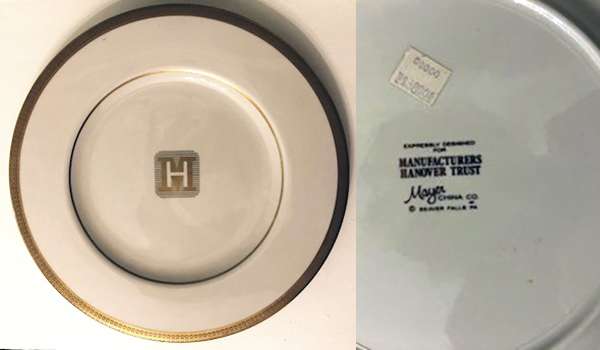 H
EXPRESSLY DESIGNED
FOR
MANUFACTURERS
HANOVER TRUST
Mayer CHINA CO.
© BEAVER FALLS PA